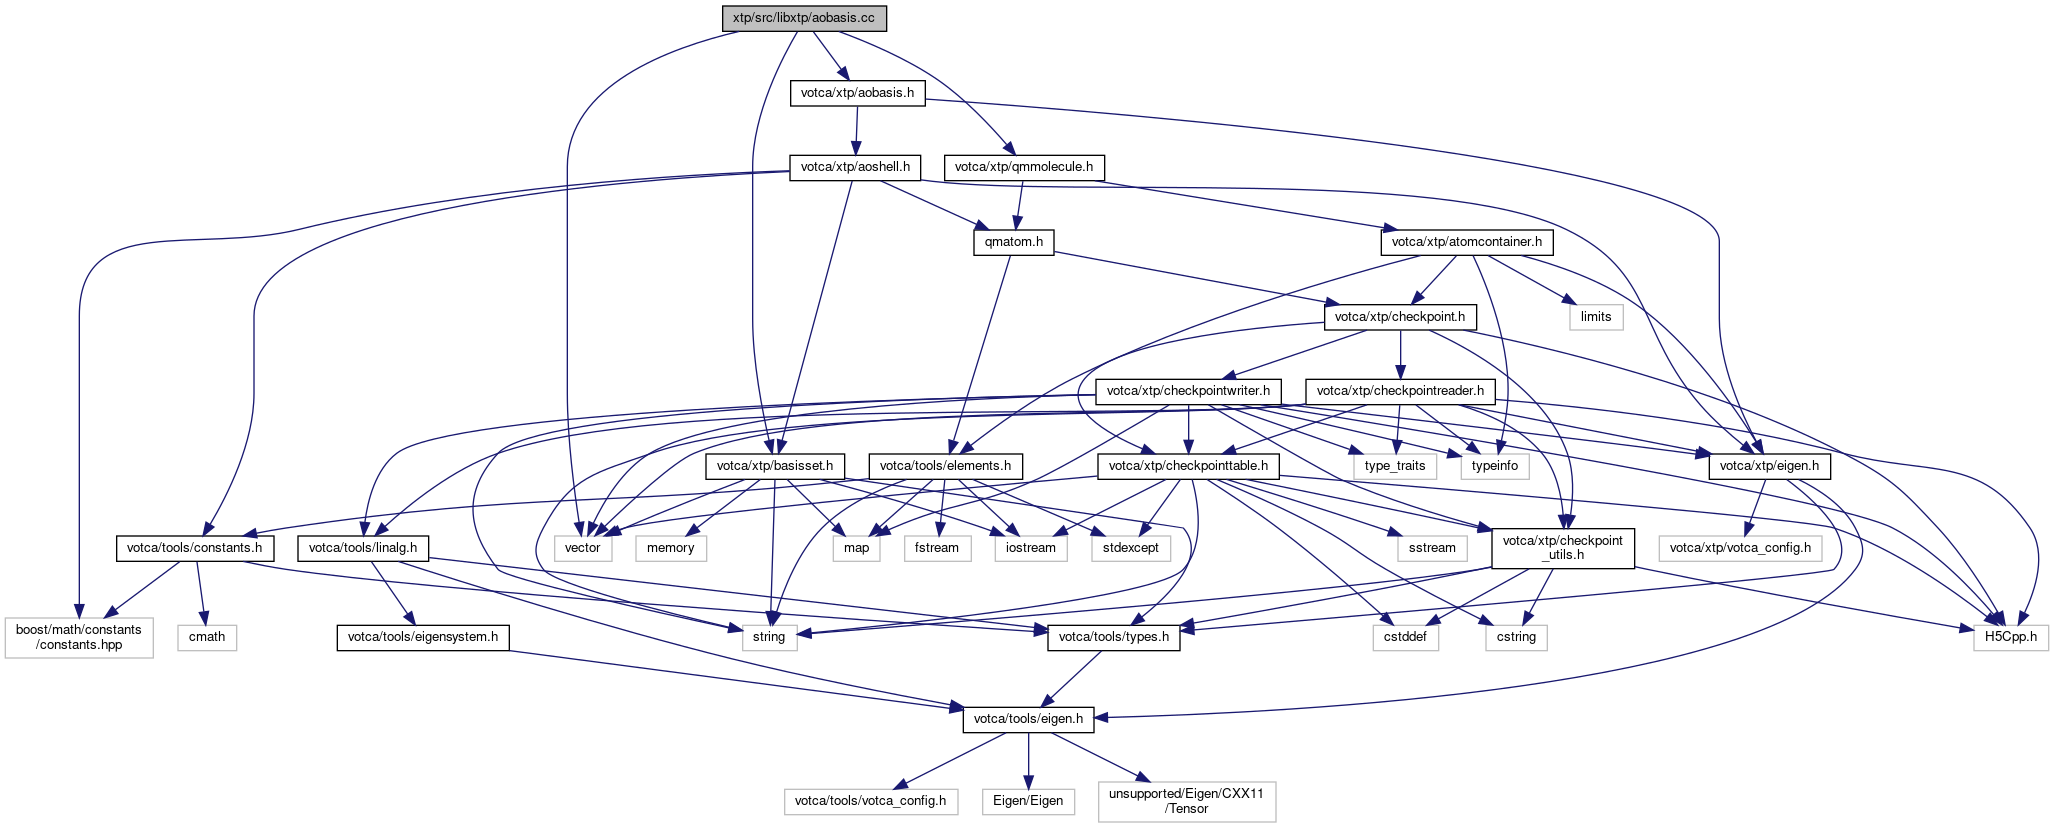 xtp/src/libxtp/aobasis.cc
votca/xtp/aobasis.h
votca/xtp/aoshell.h
votca/xtp/qmmolecule.h
qmatom.h
votca/xtp/atomcontainer.h
votca/xtp/checkpoint.h
limits
votca/xtp/checkpointwriter.h
votca/xtp/checkpointreader.h
votca/xtp/basisset.h
votca/tools/elements.h
votca/xtp/checkpointtable.h
type_traits
typeinfo
votca/xtp/eigen.h
votca/tools/constants.h
votca/tools/linalg.h
vector
memory
map
fstream
iostream
stdexcept
sstream
votca/xtp/checkpoint
_utils.h
votca/xtp/votca_config.h
boost/math/constants
/constants.hpp
cmath
votca/tools/eigensystem.h
string
votca/tools/types.h
cstddef
cstring
H5Cpp.h
votca/tools/eigen.h
votca/tools/votca_config.h
Eigen/Eigen
unsupported/Eigen/CXX11
/Tensor